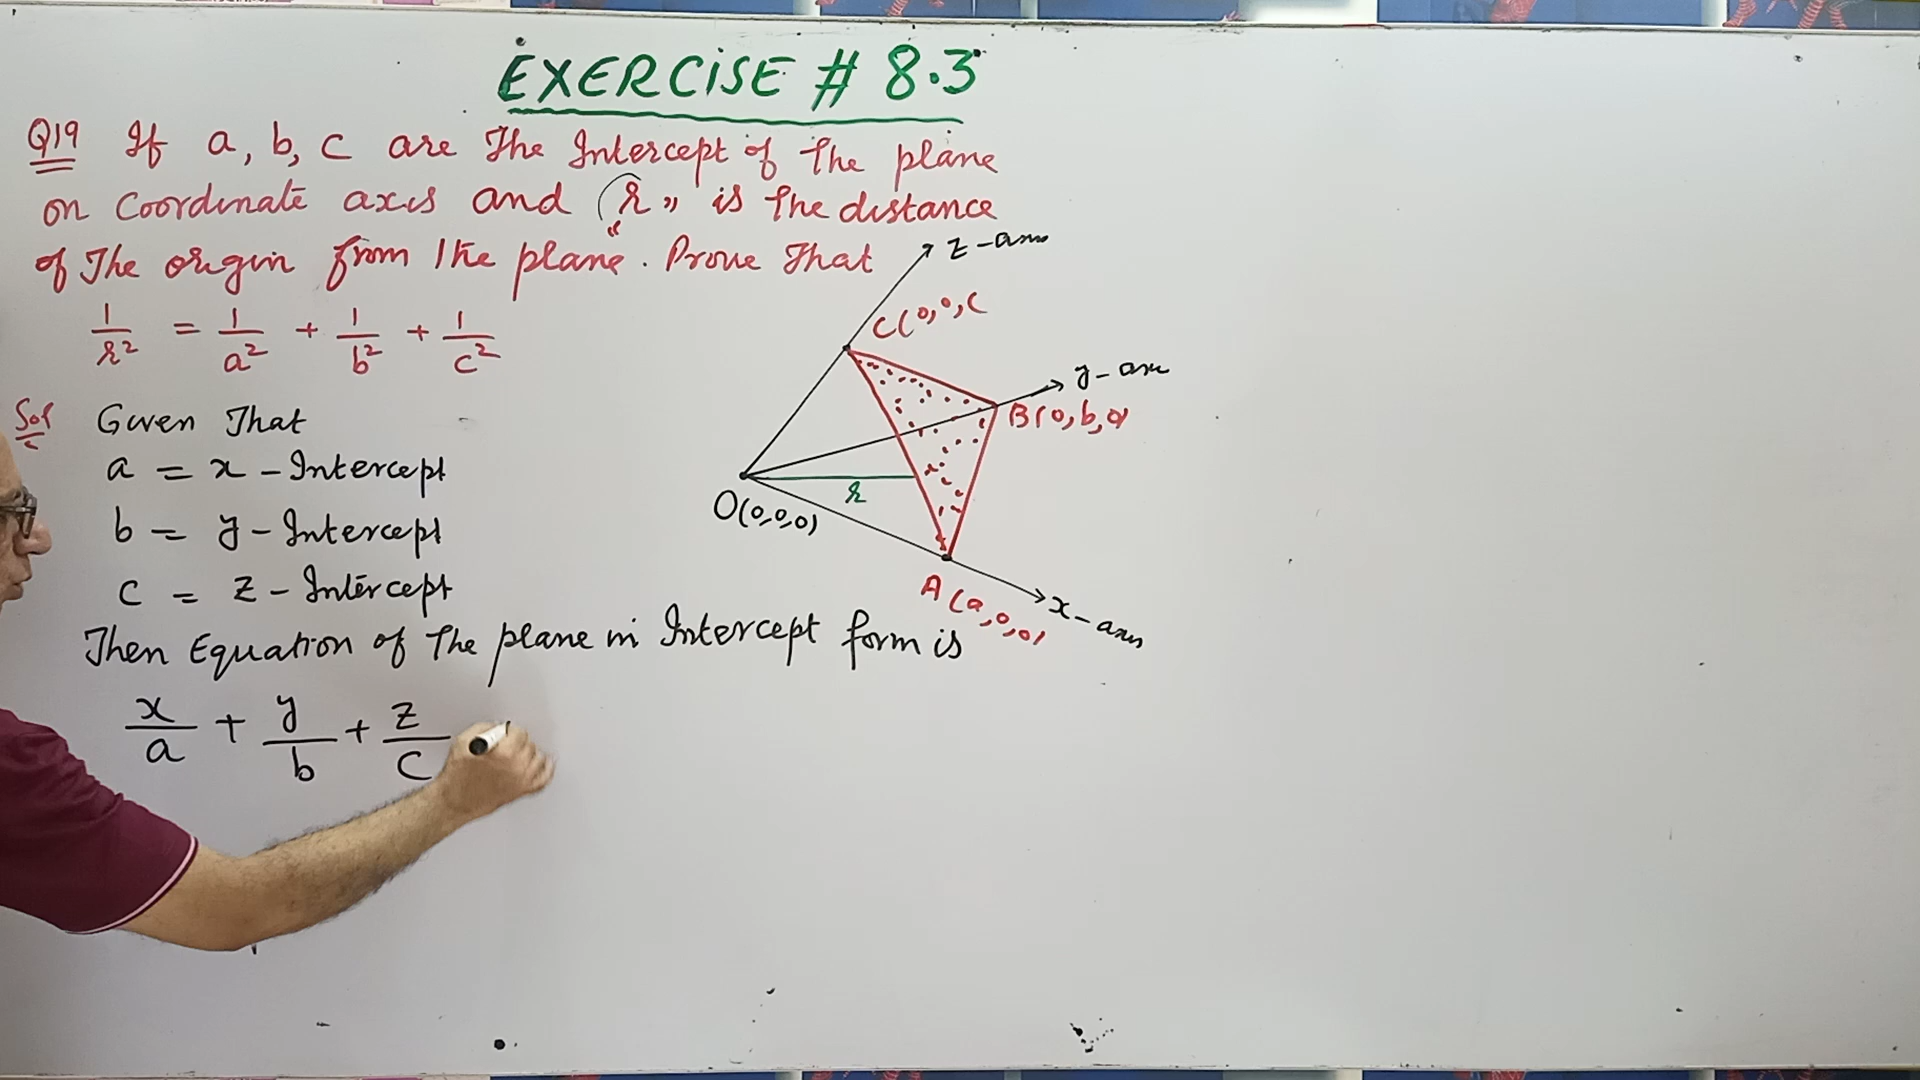 EXERCISE # 8.3
Q19 If a, b, c are The Intercept of The plane
on Coordinate axis and "r" is The distance
of The origin from The plane. Prove That
1/r² = 1/a² + 1/b² + 1/c²
Sol Given That
a = x - Intercept
b = y - Intercept
c = z - Intercept
Then Equation of The plane in Intercept form is
x/a + y/b + z/c
z-axis
C(0,0,C
y-axis
B(0,b,0)
r
O(0,0,0)
A(a,0,0)
x-axis